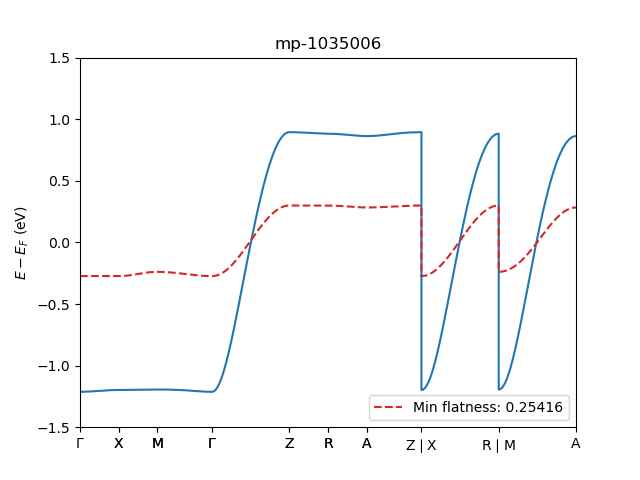 mp-1035006
1.5
1.0
0.5
0.0
−0.5
−1.0
−1.5
E − E_F (eV)
Min flatness: 0.25416
Γ X M Γ Z R A Z | X R | M A